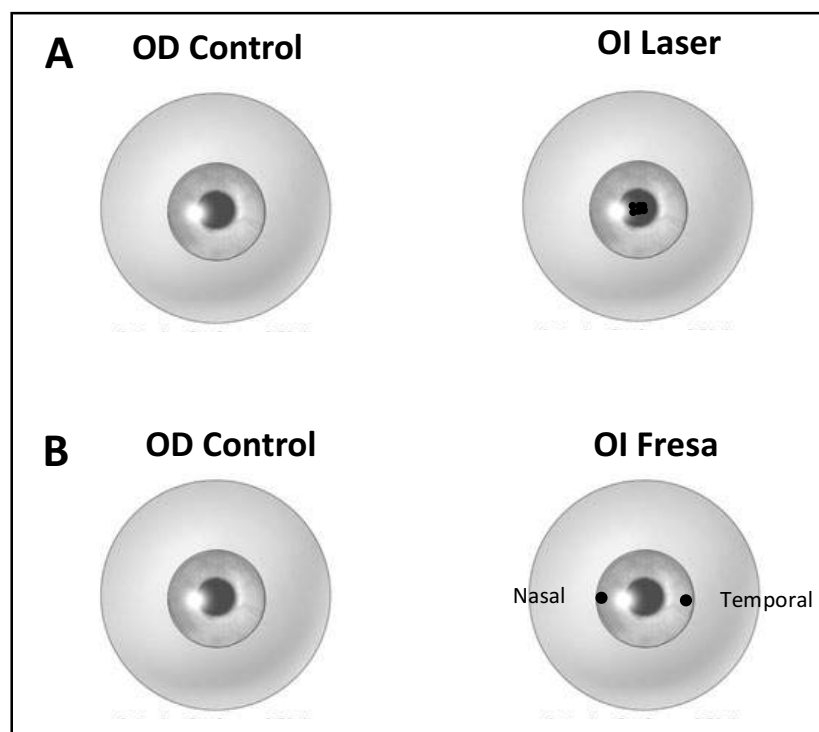 A
OD Control
OI Laser
B
OD Control
OI Fresa
Nasal
Temporal